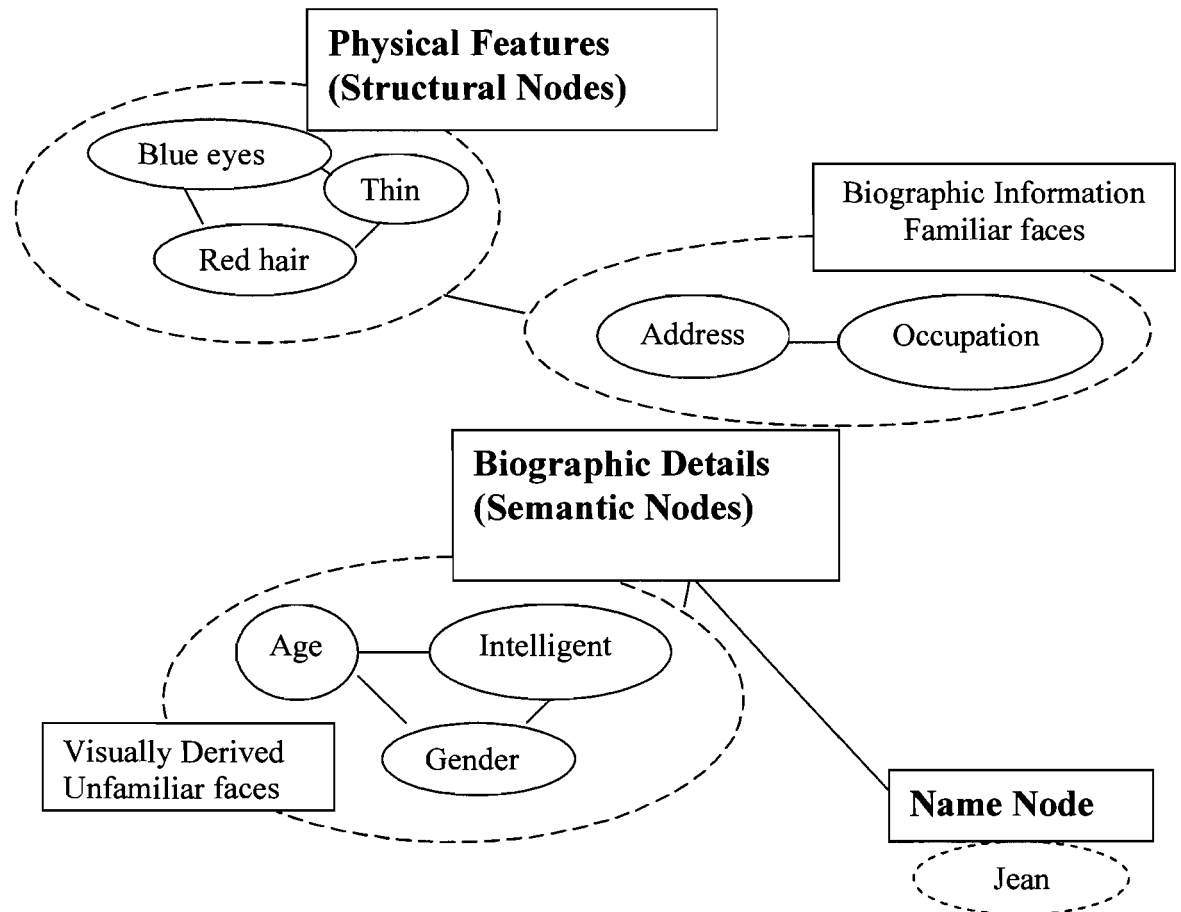 Physical Features
(Structural Nodes)
Blue eyes
Thin
Red hair
Biographic Information
Familiar faces
Address
Occupation
Biographic Details
(Semantic Nodes)
Age
Intelligent
Gender
Visually Derived
Unfamiliar faces
Name Node
Jean